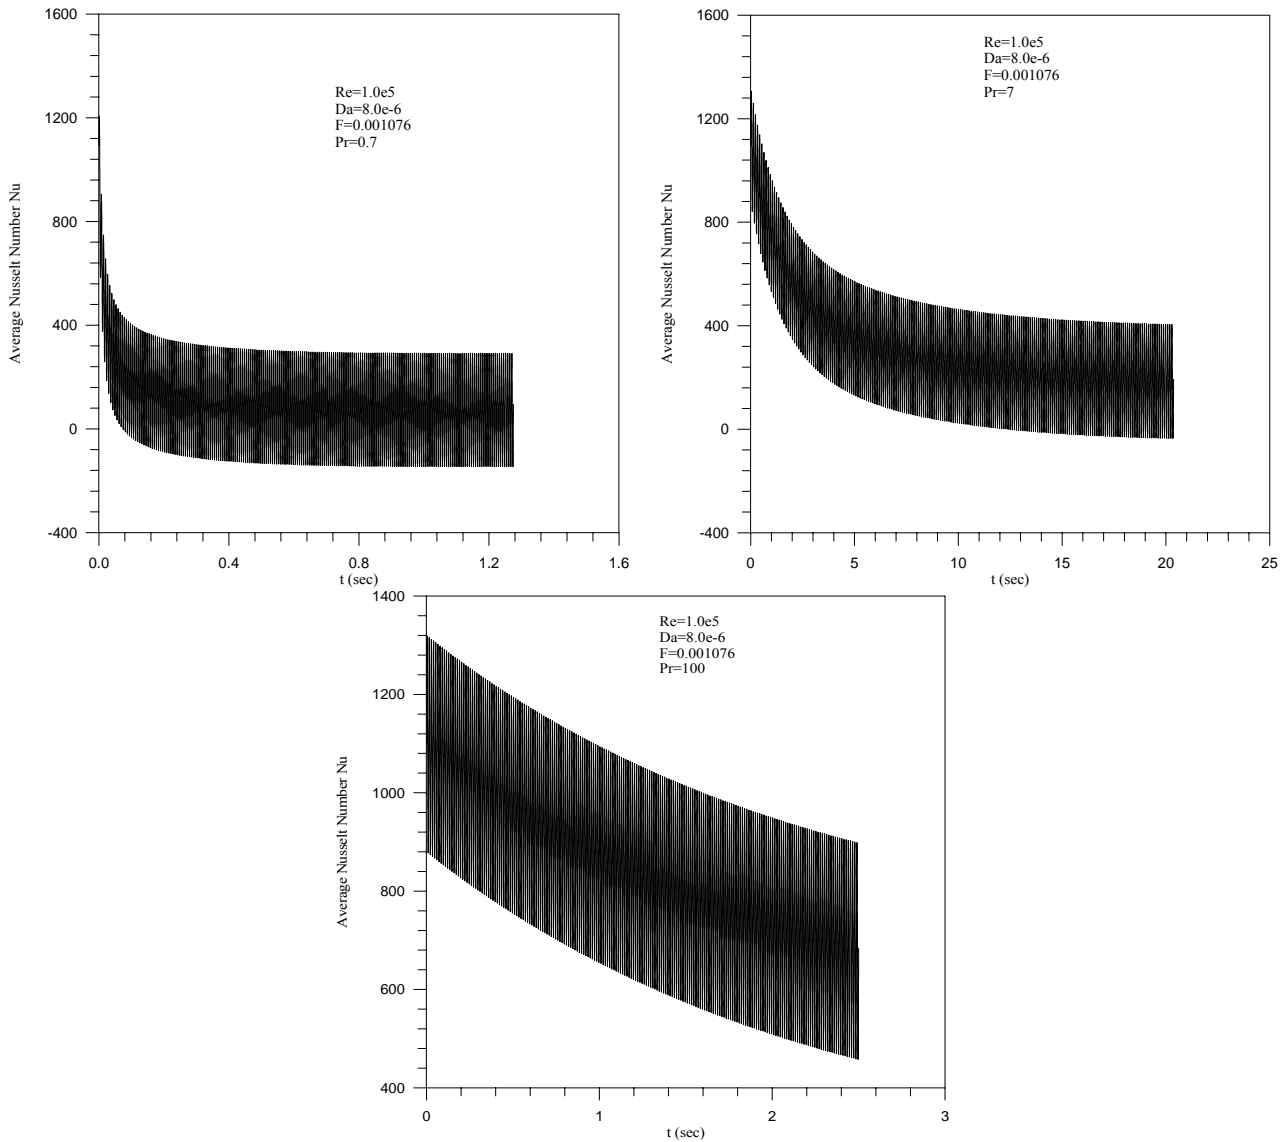 1600
1200
800
400
0
-400
Average Nusselt Number Nu
Re=1.0e5
Da=8.0e-6
F=0.001076
Pr=0.7
0.0 0.4 0.8 1.2 1.6
t (sec)
1600
1200
800
400
0
-400
Average Nusselt Number Nu
Re=1.0e5
Da=8.0e-6
F=0.001076
Pr=7
0 5 10 15 20 25
t (sec)
1400
1200
1000
800
600
400
Average Nusselt Number Nu
Re=1.0e5
Da=8.0e-6
F=0.001076
Pr=100
0 1 2 3
t (sec)